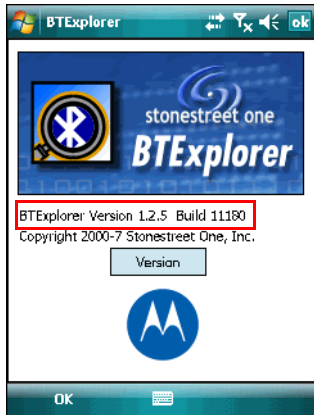 BTExplorer ok
stonestreet one
BTExplorer
BTExplorer Version 1.2.5 Build 11180
Copyright 2000-7 Stonestreet One, Inc.
Version
OK